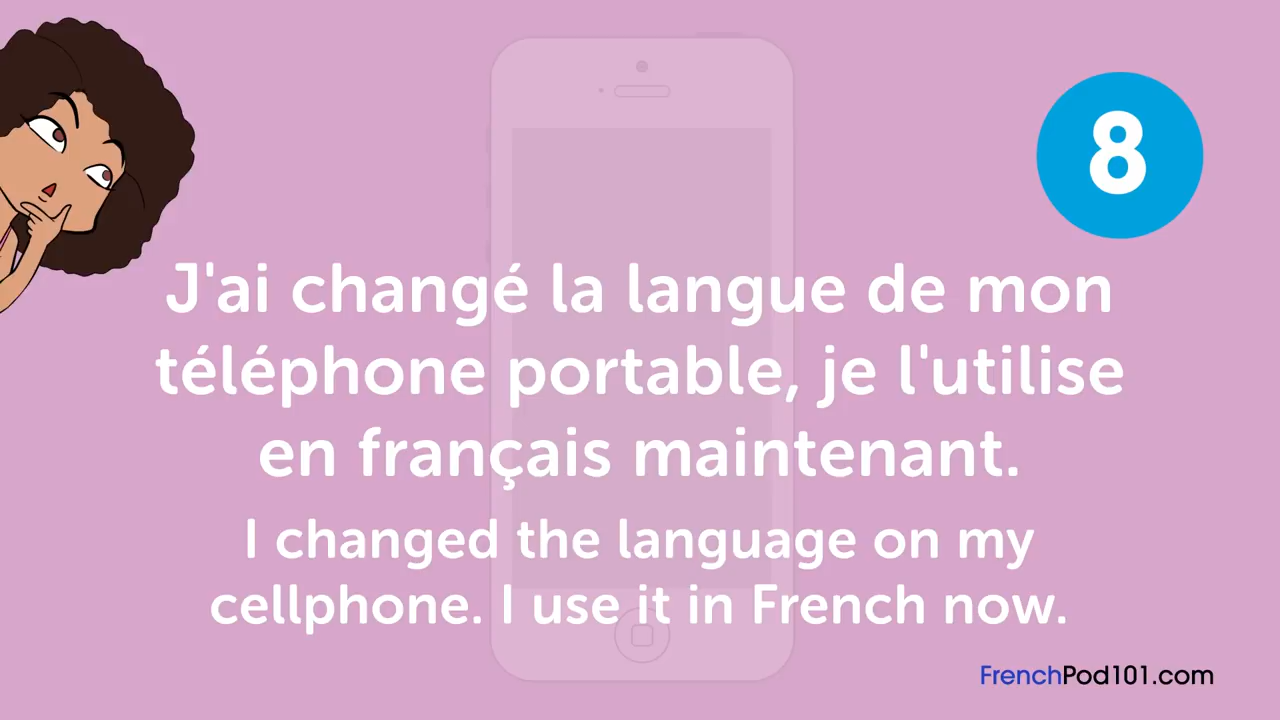 8
J'ai changé la langue de mon
téléphone portable, je l'utilise
en français maintenant.
I changed the language on my
cellphone. I use it in French now.
FrenchPod101.com